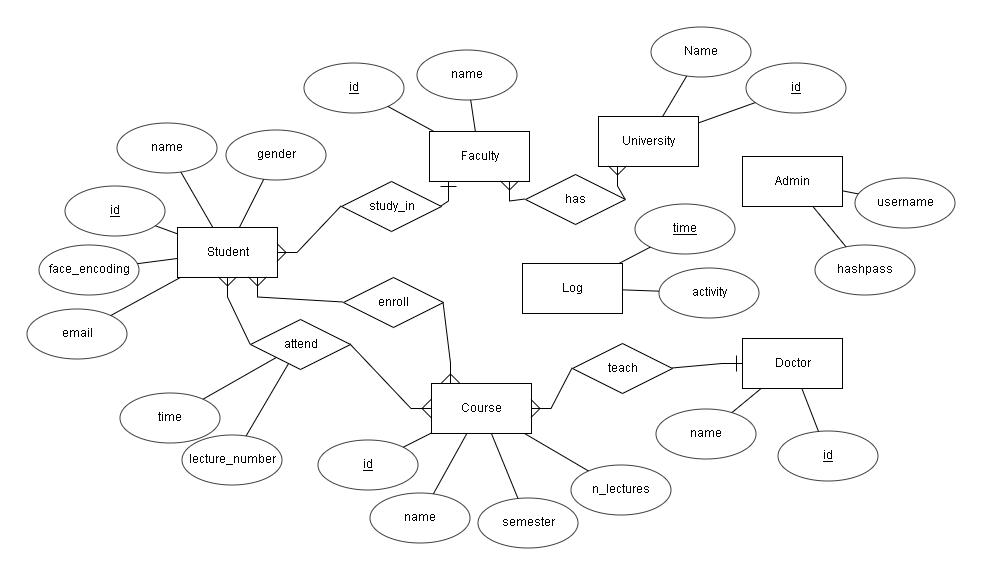 Name
name
id
id
University
name
gender
Faculty
Admin
id
study_in
has
username
time
Student
face_encoding
hashpass
Log
activity
enroll
email
attend
teach
Doctor
time
Course
name
lecture_number
id
id
n_lectures
name
semester